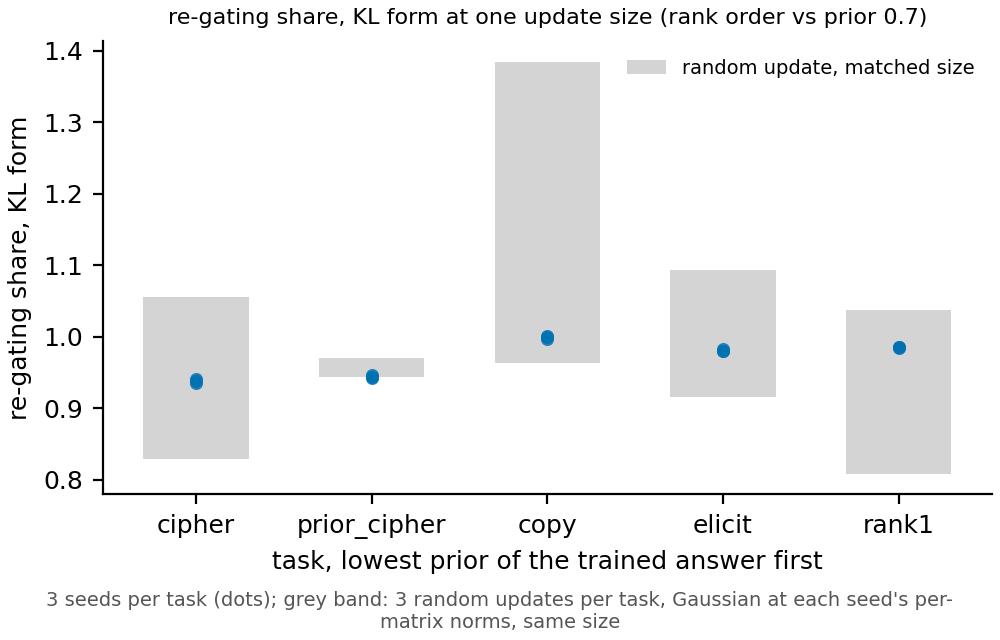 re-gating share, KL form at one update size (rank order vs prior 0.7)
1.4
1.3
1.2
1.1
1.0
0.9
0.8
re-gating share, KL form
random update, matched size
cipher
prior_cipher
copy
elicit
rank1
task, lowest prior of the trained answer first
3 seeds per task (dots); grey band: 3 random updates per task, Gaussian at each seed's per-
matrix norms, same size